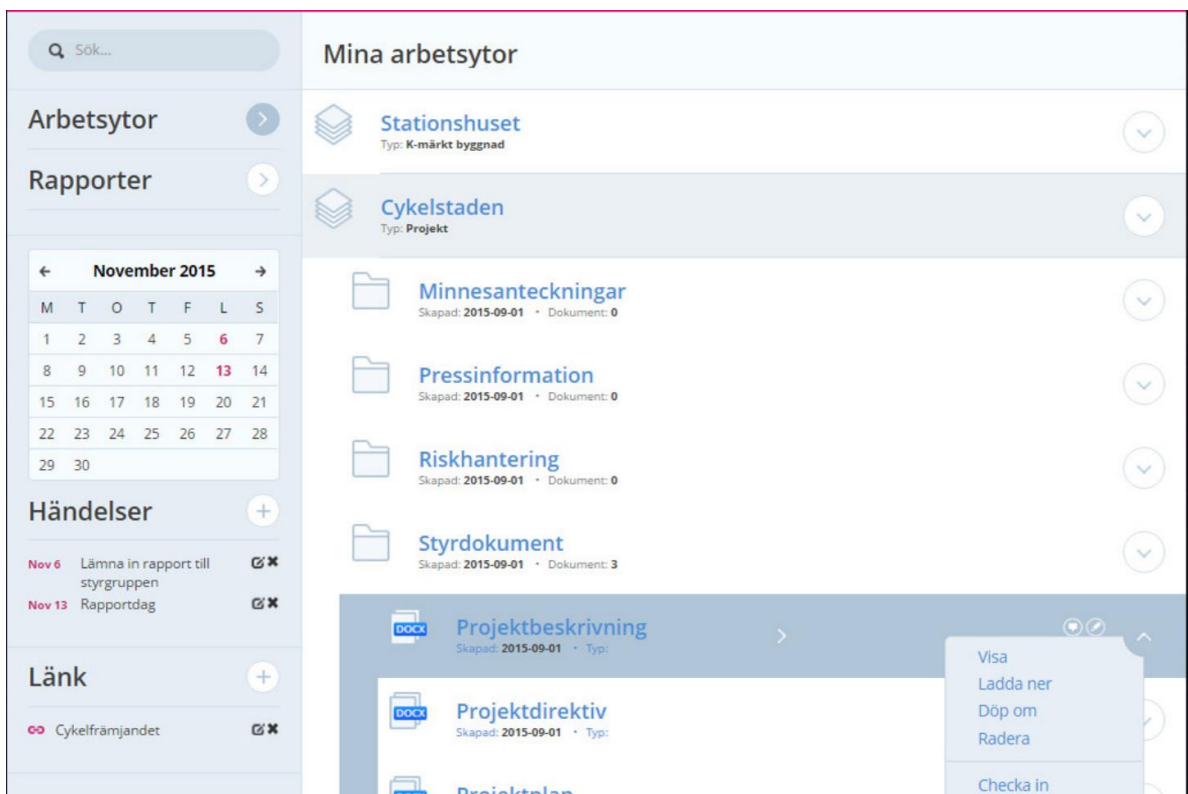 Sök...
Arbetsytor
Rapporter
November 2015
M T O T F L S
1 2 3 4 5 6 7
8 9 10 11 12 13 14
15 16 17 18 19 20 21
22 23 24 25 26 27 28
29 30
Händelser
Nov 6 Lämna in rapport till
styrgruppen
Nov 13 Rapportdag
Länk
Cykelfrämjandet
Mina arbetsytor
Stationshuset
Typ: K-märkt byggnad
Cykelstaden
Typ: Projekt
Minnesanteckningar
Skapad: 2015-09-01 • Dokument: 0
Pressinformation
Skapad: 2015-09-01 • Dokument: 0
Riskhantering
Skapad: 2015-09-01 • Dokument: 0
Styrdokument
Skapad: 2015-09-01 • Dokument: 3
DOCX Projektbeskrivning
Skapad: 2015-09-01 • Typ:
DOCX Projektdirektiv
Skapad: 2015-09-01 • Typ:
Projektplan
Visa
Ladda ner
Döp om
Radera
Checka in